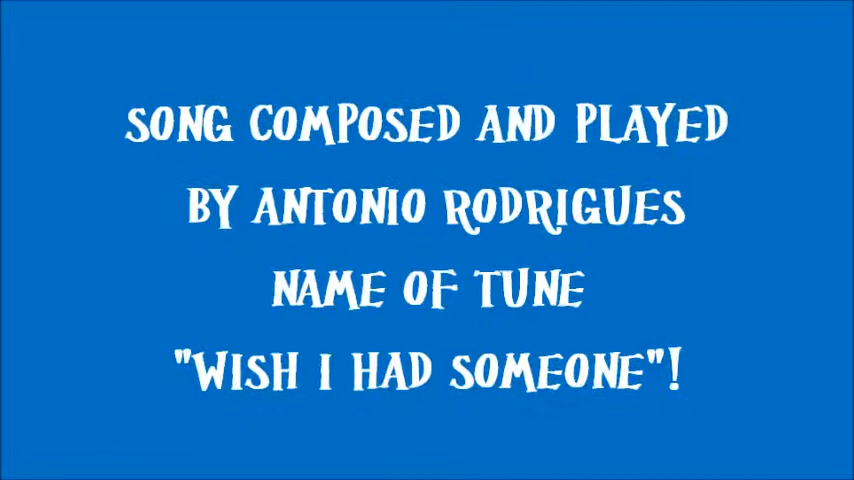 SONG COMPOSED AND PLAYED
BY ANTONIO RODRIGUES
NAME OF TUNE
"WISH I HAD SOMEONE"!